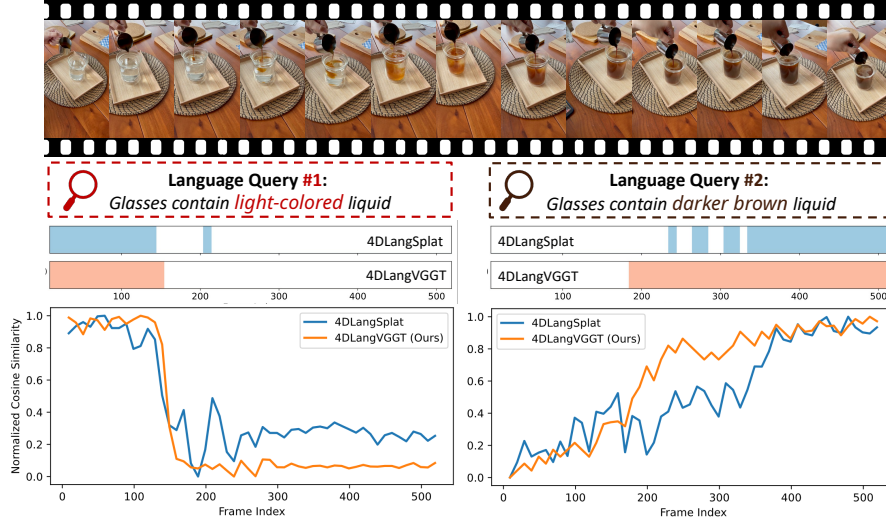 Language Query #1:
Glasses contain light-colored liquid
Language Query #2:
Glasses contain darker brown liquid
4DLangSplat
4DLangVGGT
100
200
300
400
500
4DLangSplat
4DLangVGGT
100
200
300
400
500
Normalized Cosine Similarity
1.0
0.8
0.6
0.4
0.2
0.0
4DLangSplat
4DLangVGGT (Ours)
0
100
200
300
400
500
Frame Index
1.0
0.8
0.6
0.4
0.2
0.0
4DLangSplat
4DLangVGGT (Ours)
0
100
200
300
400
500
Frame Index